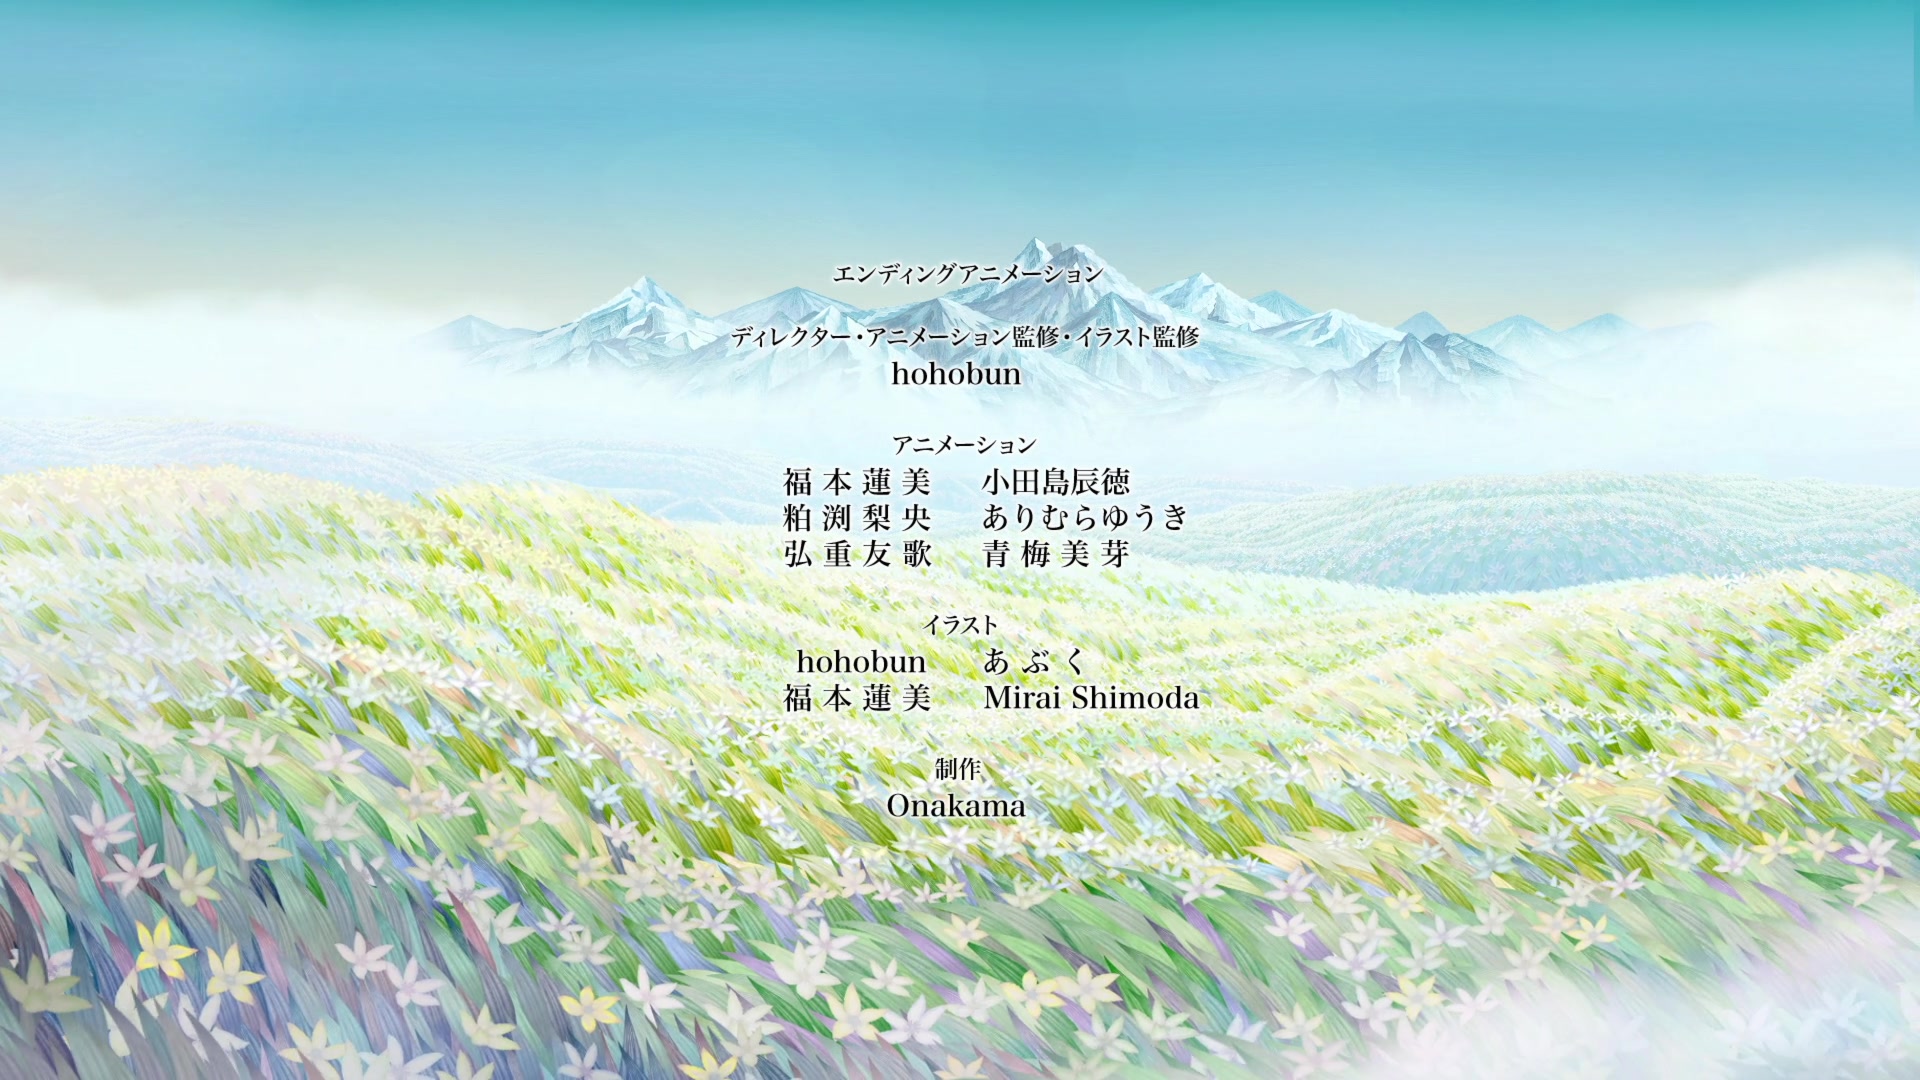 エンディングアニメーション
ディレクター・アニメーション監修・イラスト監修
hohobun
アニメーション
福本蓮美 小田島辰徳
粕渕梨央 ありむらゆうき
弘重友歌 青梅美芽
イラスト
hohobun あぶく
福本蓮美 Mirai Shimoda
制作
Onakama